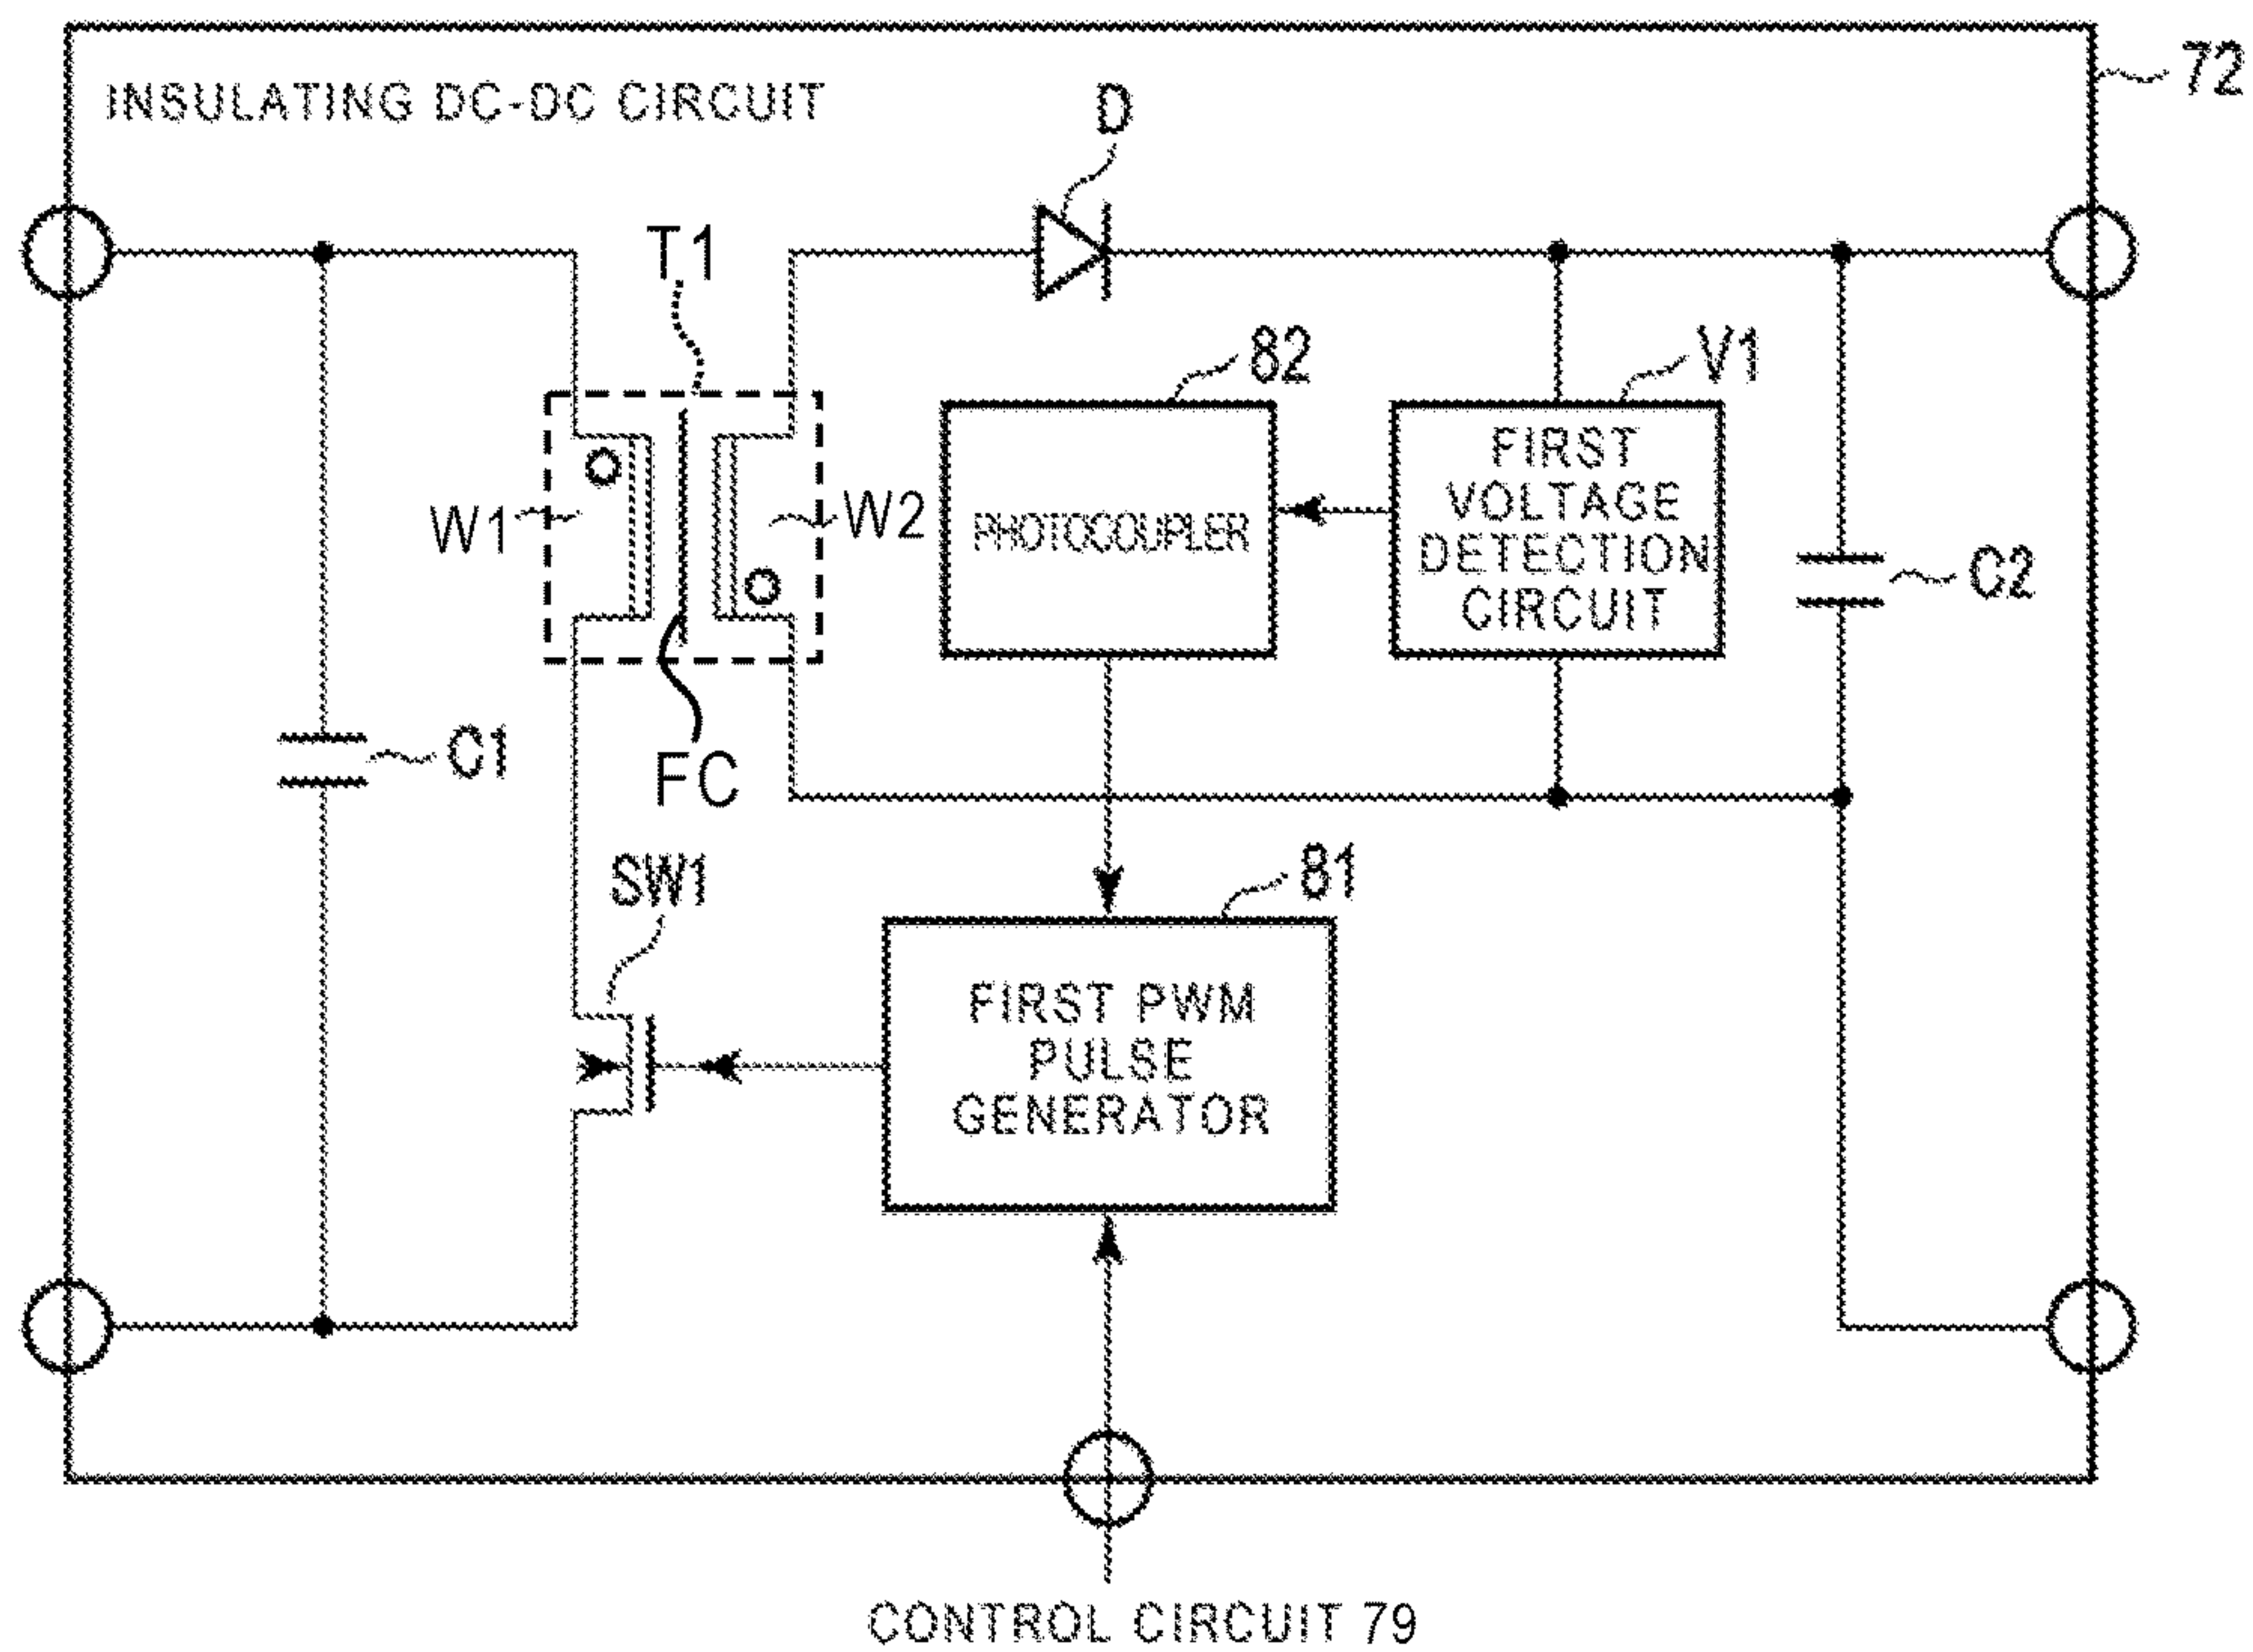 72
INSULATING DC-DC CIRCUIT
D
T1
82
V1
W1
W2
PHOTOCOUPLER
FIRST
VOLTAGE
DETECTION
CIRCUIT
C2
C1
FC
SW1
81
FIRST PWM
PULSE
GENERATOR
CONTROL CIRCUIT 79